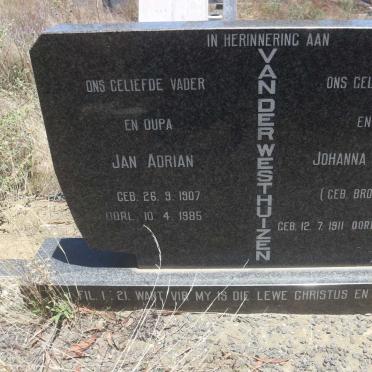 IN HERINNERING AAN
VAN DER WESTHUIZEN
ONS GELIEFDE VADER
EN OUPA
JAN ADRIAN
GEB. 26. 9. 1907
OORL. 10. 4. 1985
ONS GEL
EN
JOHANNA
(GEB. BRO
GEB. 12. 7. 1911 OOR
FIL. 1: 21. WANT VIR MY IS DIE LEWE CHRISTUS EN